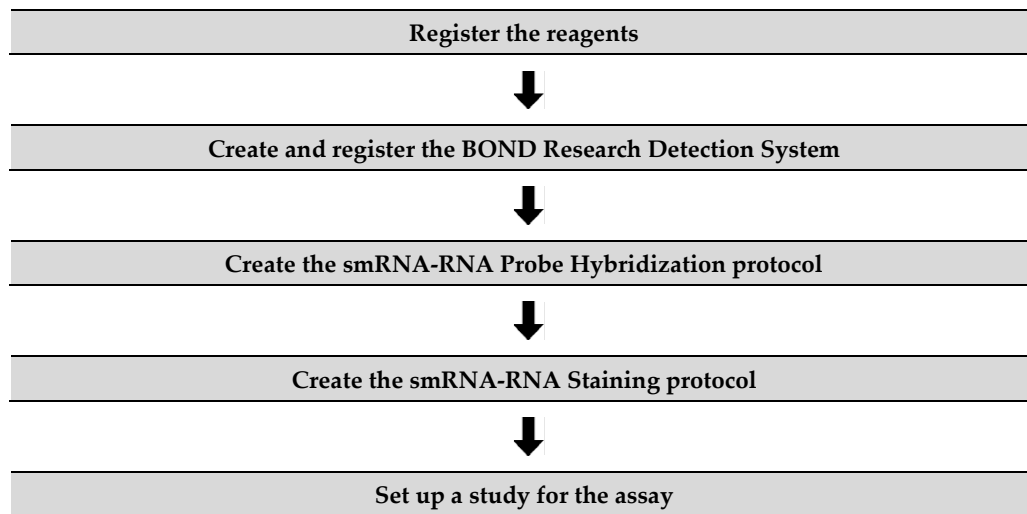 Register the reagents
Create and register the BOND Research Detection System
Create the smRNA-RNA Probe Hybridization protocol
Create the smRNA-RNA Staining protocol
Set up a study for the assay